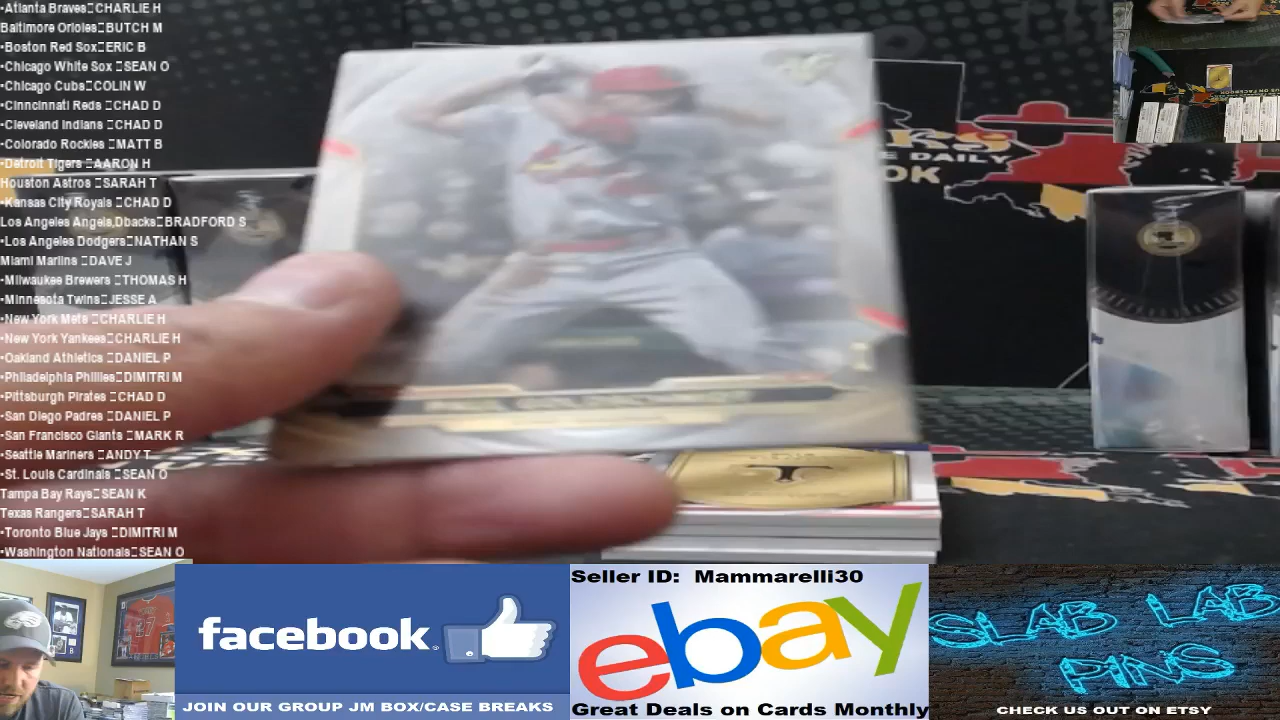 •Atlanta Braves□CHARLIE H
Baltimore Orioles□BUTCH M
•Boston Red Sox□ERIC B
•Chicago White Sox □SEAN O
•Chicago Cubs□COLIN W
•Cinncinnati Reds □CHAD D
•Cleveland Indians □CHAD D
•Colorado Rockies □MATT B
•Detroit Tigers □AARON H
Houston Astros □SARAH T
•Kansas City Royals □CHAD D
Los Angeles Angels,Dbacks□BRADFORD S
•Los Angeles Dodgers□NATHAN S
Miami Marlins □DAVE J
•Milwaukee Brewers □THOMAS H
•Minnesota Twins□JESSE A
•New York Mets □CHARLIE H
•New York Yankees□CHARLIE H
•Oakland Athletics □DANIEL P
•Philadelphia Phillies□DIMITRI M
•Pittsburgh Pirates □CHAD D
•San Diego Padres □DANIEL P
•San Francisco Giants □MARK R
•Seattle Mariners □ANDY T
•St. Louis Cardinals □SEAN O
Tampa Bay Rays□SEAN K
Texas Rangers□SARAH T
•Toronto Blue Jays □DIMITRI M
•Washington Nationals□SEAN O
DAILY
OK
T
facebook
JOIN OUR GROUP JM BOX/CASE BREAKS
Seller ID: Mammarelli30
ebay
Great Deals on Cards Monthly
SLAB LAB
PINS
CHECK US OUT ON ETSY